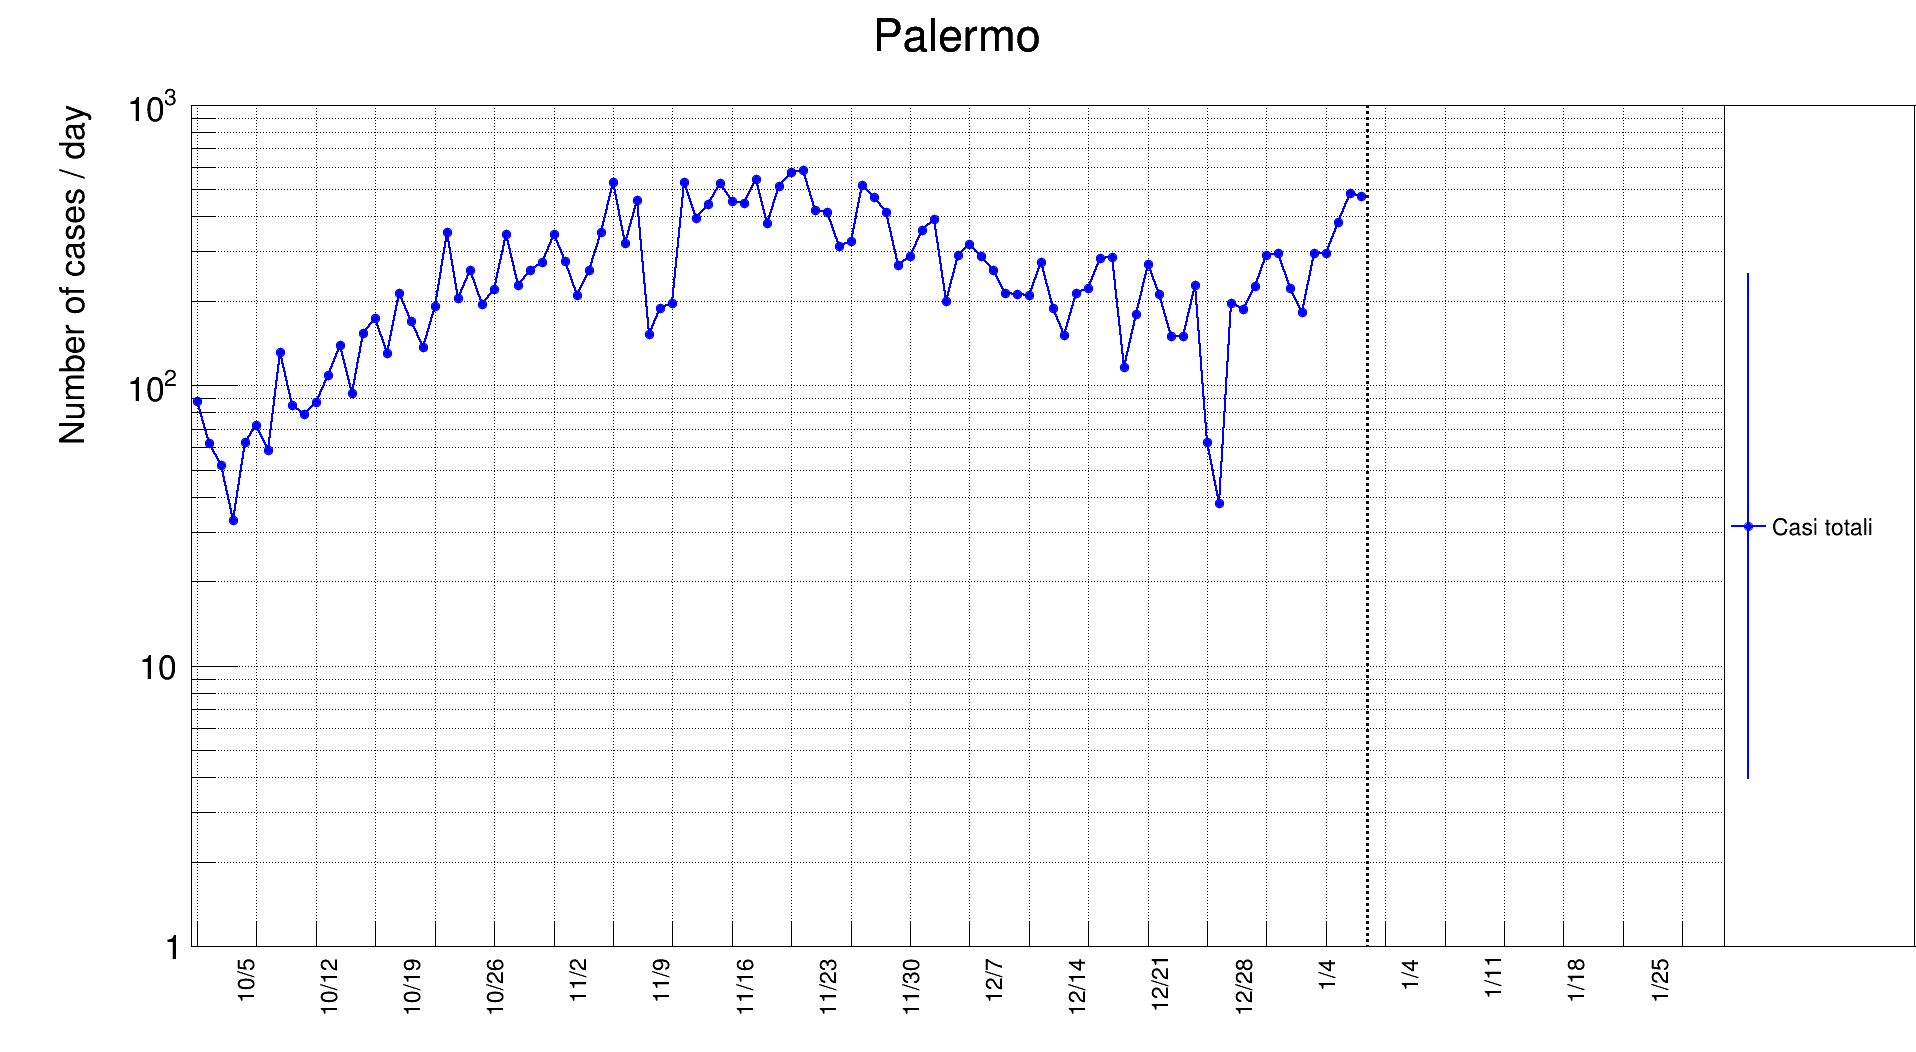 Palermo
Number of cases / day
10³
10²
10
1
10/5 10/12 10/19 10/26 11/2 11/9 11/16 11/23 11/30 12/7 12/14 12/21 12/28 1/4 1/4 1/11 1/18 1/25
Casi totali